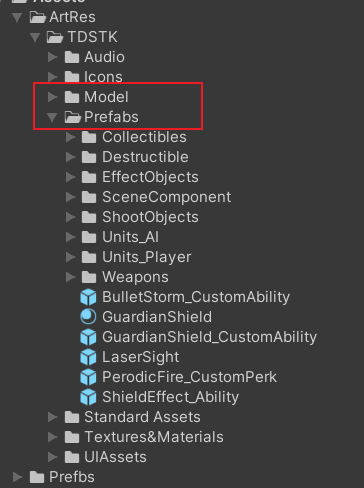 Assets
ArtRes
TDSTK
Audio
Icons
Model
Prefabs
Collectibles
Destructible
EffectObjects
SceneComponent
ShootObjects
Units_AI
Units_Player
Weapons
BulletStorm_CustomAbility
GuardianShield
GuardianShield_CustomAbility
LaserSight
PerodicFire_CustomPerk
ShieldEffect_Ability
Standard Assets
Textures&Materials
UIAssets
Prefbs